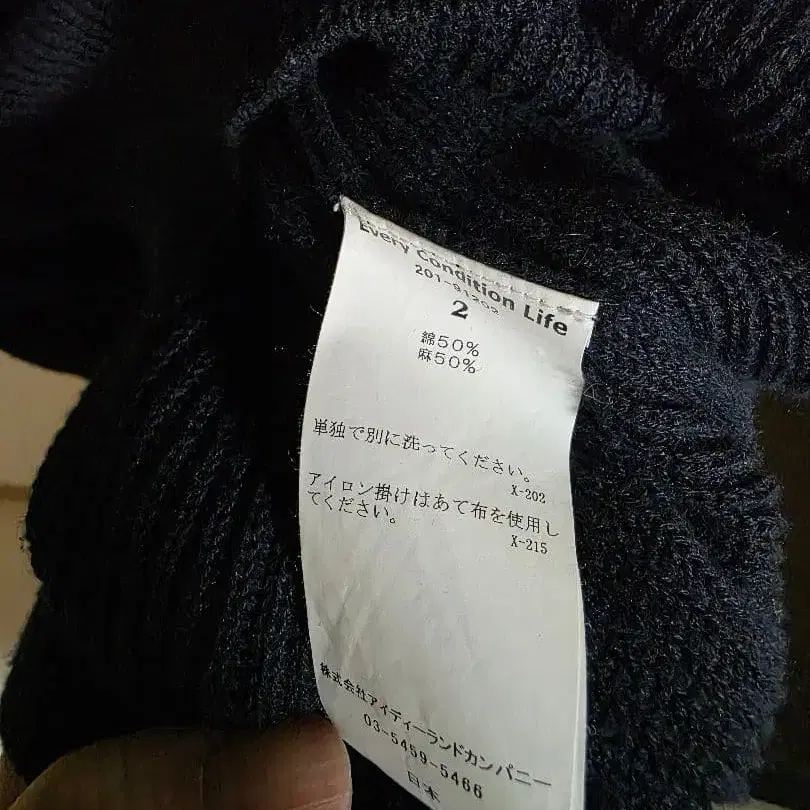 Every Condition Life
2
綿50%
麻50%
単独で別に洗ってください。
X-202
アイロン掛けはあて布を使用し
てください。
X-215
株式会社アイディーランドカンパニー
03-5459-5466
日本